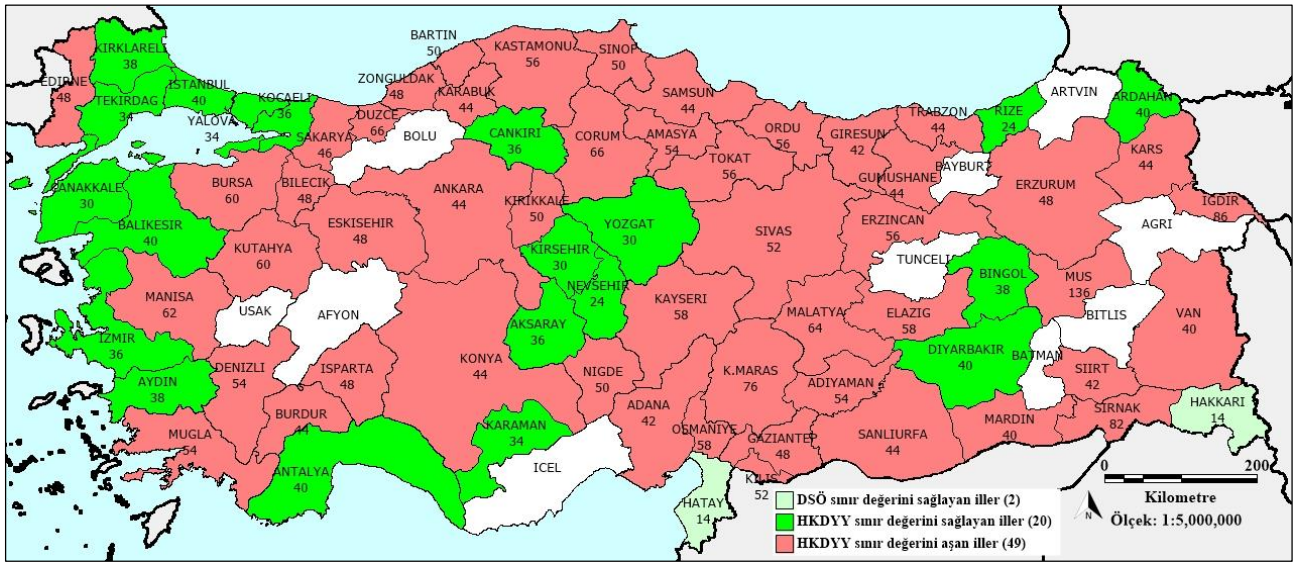 KIRKLARELI
38
EDIRNE
48
TEKIRDAG
34
ISTANBUL
40
KOCAELI
36
YALOVA
34
SAKARYA
46
DUZCE
66
ZONGULDAK
48
BARTIN
50
KARABUK
44
KASTAMONU
56
SINOP
50
BOLU
CANKIRI
36
CORUM
66
SAMSUN
44
AMASYA
54
TOKAT
56
ORDU
56
GIRESUN
42
TRABZON
44
GUMUSHANE
44
BAYBURT
RIZE
24
ARTVIN
ARDAHAN
40
KARS
44
IGDIR
86
ERZURUM
48
AGRI
CANAKKALE
30
BALIKESIR
40
BURSA
60
BILECIK
48
ESKISEHIR
48
KUTAHYA
60
ANKARA
44
KIRIKKALE
50
KIRSEHIR
30
YOZGAT
30
SIVAS
52
ERZINCAN
56
TUNCELI
BINGOL
38
MUS
136
BITLIS
VAN
40
MANISA
62
USAK
AFYON
IZMIR
36
AYDIN
38
DENIZLI
54
ISPARTA
48
BURDUR
44
MUGLA
54
ANTALYA
40
KONYA
44
AKSARAY
36
NEVSEHIR
24
KAYSERI
58
NIGDE
50
KARAMAN
34
ICEL
ADANA
42
K.MARAS
76
OSMANIYE
58
MALATYA
64
ELAZIG
58
ADIYAMAN
54
GAZIANTEP
48
KILIS
52
HATAY
14
SANLIURFA
44
DIYARBAKIR
40
BATMAN
MARDIN
40
SIIRT
42
SIRNAK
82
HAKKARI
14
0 200
Kilometre
Ölçek: 1:5,000,000
N
DSÖ sınır değerini sağlayan iller (2)
HKDYY sınır değerini sağlayan iller (20)
HKDYY sınır değerini aşan iller (49)